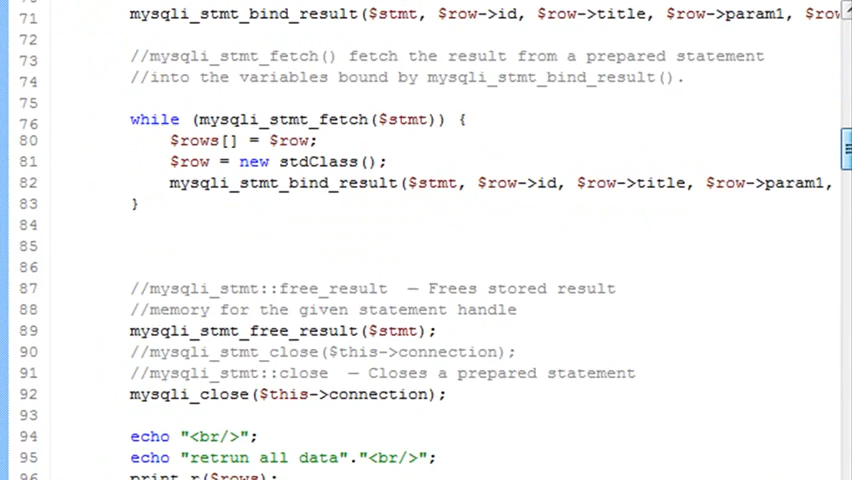 71 mysqli_stmt_bind_result($stmt, $row->id, $row->title, $row->param1, $row
72
73 //mysqli_stmt_fetch() fetch the result from a prepared statement
74 //into the variables bound by mysqli_stmt_bind_result().
75
76 while (mysqli_stmt_fetch($stmt)) {
80 $rows[] = $row;
81 $row = new stdClass();
82 mysqli_stmt_bind_result($stmt, $row->id, $row->title, $row->param1,
83 }
84
85
86
87 //mysqli_stmt::free_result — Frees stored result
88 //memory for the given statement handle
89 mysqli_stmt_free_result($stmt);
90 //mysqli_stmt_close($this->connection);
91 //mysqli_stmt::close — Closes a prepared statement
92 mysqli_close($this->connection);
93
94 echo "<br/>";
95 echo "retrun all data"."<br/>";
96 print_r($rows);